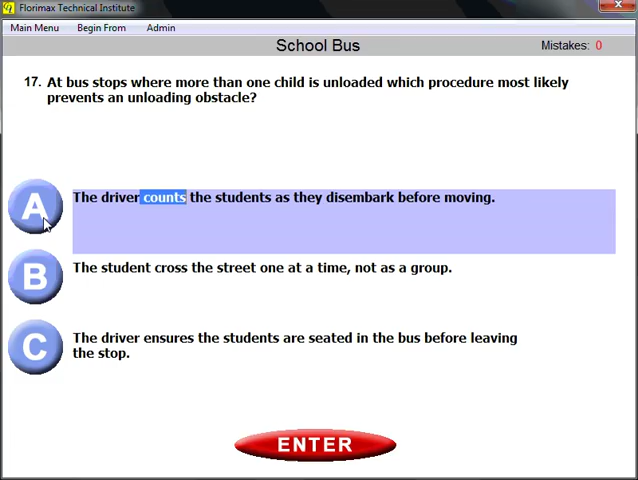 Florimax Technical Institute
Main Menu Begin From Admin
School Bus Mistakes: 0
17. At bus stops where more than one child is unloaded which procedure most likely
prevents an unloading obstacle?
A The driver counts the students as they disembark before moving.
B The student cross the street one at a time, not as a group.
C The driver ensures the students are seated in the bus before leaving
the stop.
ENTER